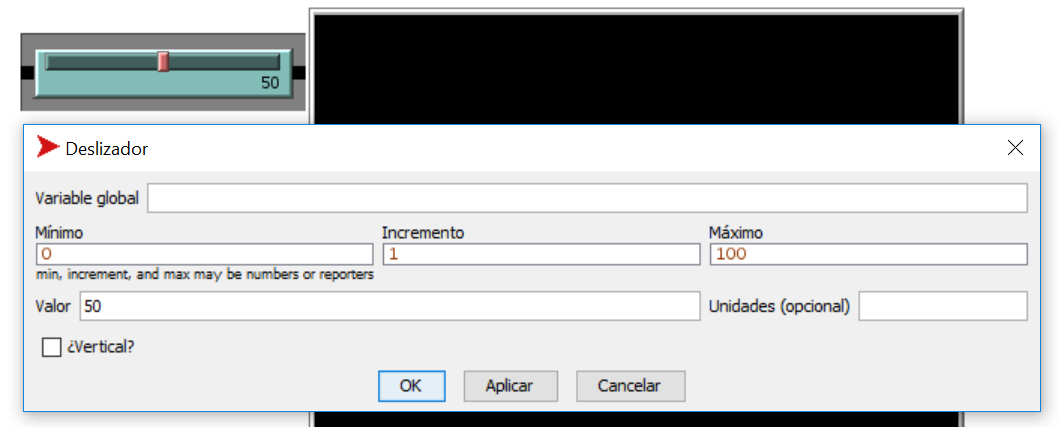 50
Deslizador
Variable global
Mínimo Incremento Máximo
0 1 100
min, increment, and max may be numbers or reporters
Valor 50 Unidades (opcional)
¿Vertical?
OK Aplicar Cancelar